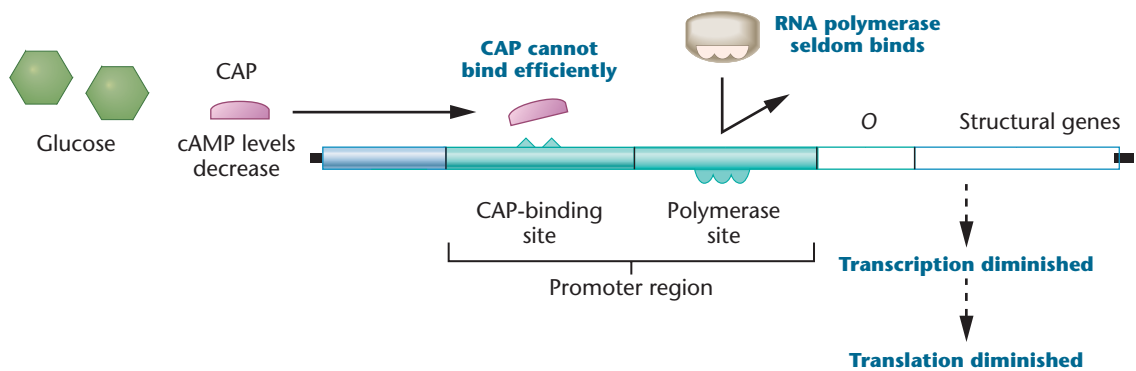 RNA polymerase
seldom binds
CAP cannot
bind efficiently
CAP
Glucose
cAMP levels
decrease
O
Structural genes
CAP-binding
site
Polymerase
site
Promoter region
Transcription diminished
Translation diminished